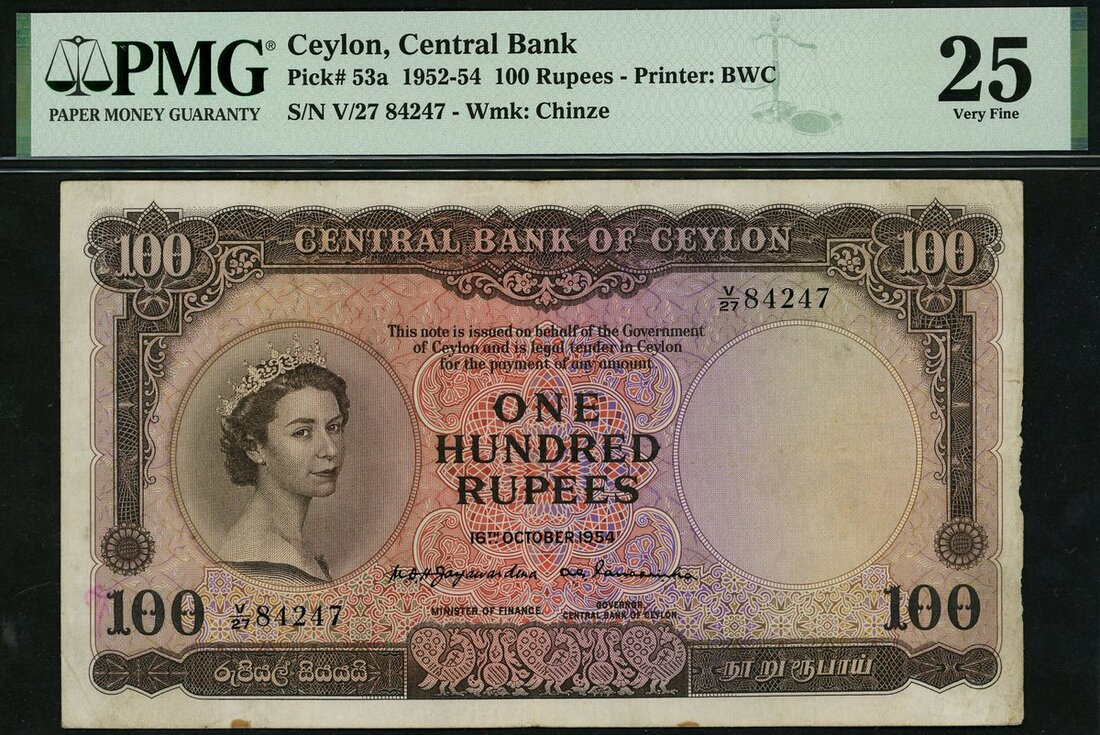 PMG®
PAPER MONEY GUARANTY
Ceylon, Central Bank
Pick# 53a 1952-54 100 Rupees - Printer: BWC
S/N V/27 84247 - Wmk: Chinze
25
Very Fine
100
CENTRAL BANK OF CEYLON
100
V/27 84247
This note is issued on behalf of the Government
of Ceylon and is legal tender in Ceylon
for the payment of any amount
ONE
HUNDRED
RUPEES
16TH OCTOBER 1954
MINISTER OF FINANCE.
GOVERNOR,
CENTRAL BANK OF CEYLON
100
V/27 84247
100
රුපියල් සියයයි
நூறு ரூபாய்